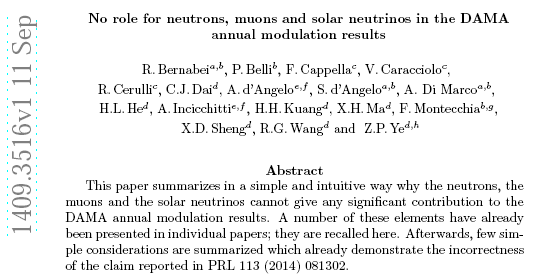 No role for neutrons, muons and solar neutrinos in the DAMA
annual modulation results
R. Bernabei^{a,b}, P. Belli^{b}, F. Cappella^{c}, V. Caracciolo^{c},
R. Cerulli^{c}, C.J. Dai^{d}, A. d'Angelo^{e,f}, S. d'Angelo^{a,b}, A. Di Marco^{a,b},
H.L. He^{d}, A. Incicchitti^{e,f}, H.H. Kuang^{d}, X.H. Ma^{d}, F. Montecchia^{b,g},
X.D. Sheng^{d}, R.G. Wang^{d} and Z.P. Ye^{d,h}
Abstract
This paper summarizes in a simple and intuitive way why the neutrons, the
muons and the solar neutrinos cannot give any significant contribution to the
DAMA annual modulation results. A number of these elements have already
been presented in individual papers; they are recalled here. Afterwards, few sim-
ple considerations are summarized which already demonstrate the incorrectness
of the claim reported in PRL 113 (2014) 081302.
1409.3516v1 11 Sep